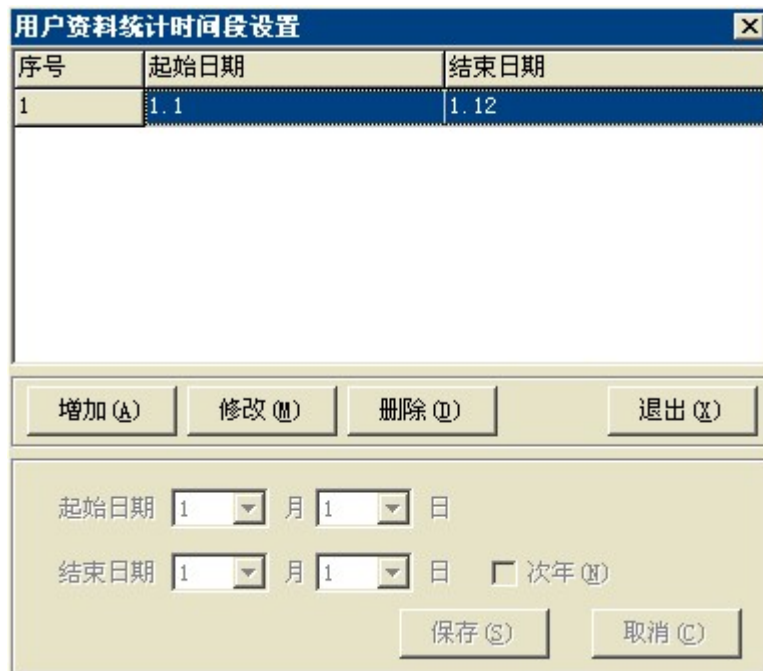 用户资料统计时间段设置
序号 起始日期 结束日期
1 1.1 1.12
增加(A) 修改(M) 删除(D) 退出(X)
起始日期 1 月 1 日
结束日期 1 月 1 日 次年(N)
保存(S) 取消(C)